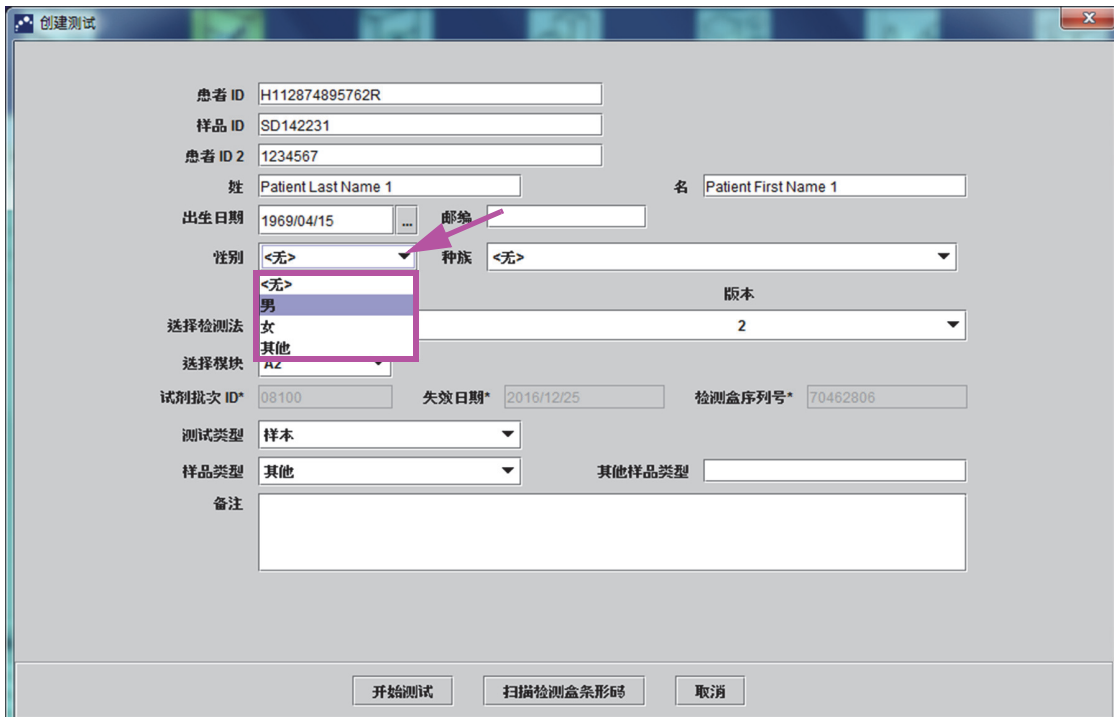 创建测试
患者 ID H112874895762R
样品 ID SD142231
患者 ID 2 1234567
姓 Patient Last Name 1 名 Patient First Name 1
出生日期 1969/04/15 ... 邮编
性别 <无> 种族 <无>
<无>
男
女
其他
版本
选择检测法 2
选择模块 A2
试剂批次 ID* 08100 失效日期* 2016/12/25 检测盒序列号* 70462806
测试类型 样本
样品类型 其他 其他样品类型
备注
开始测试 扫描检测盒条形码 取消